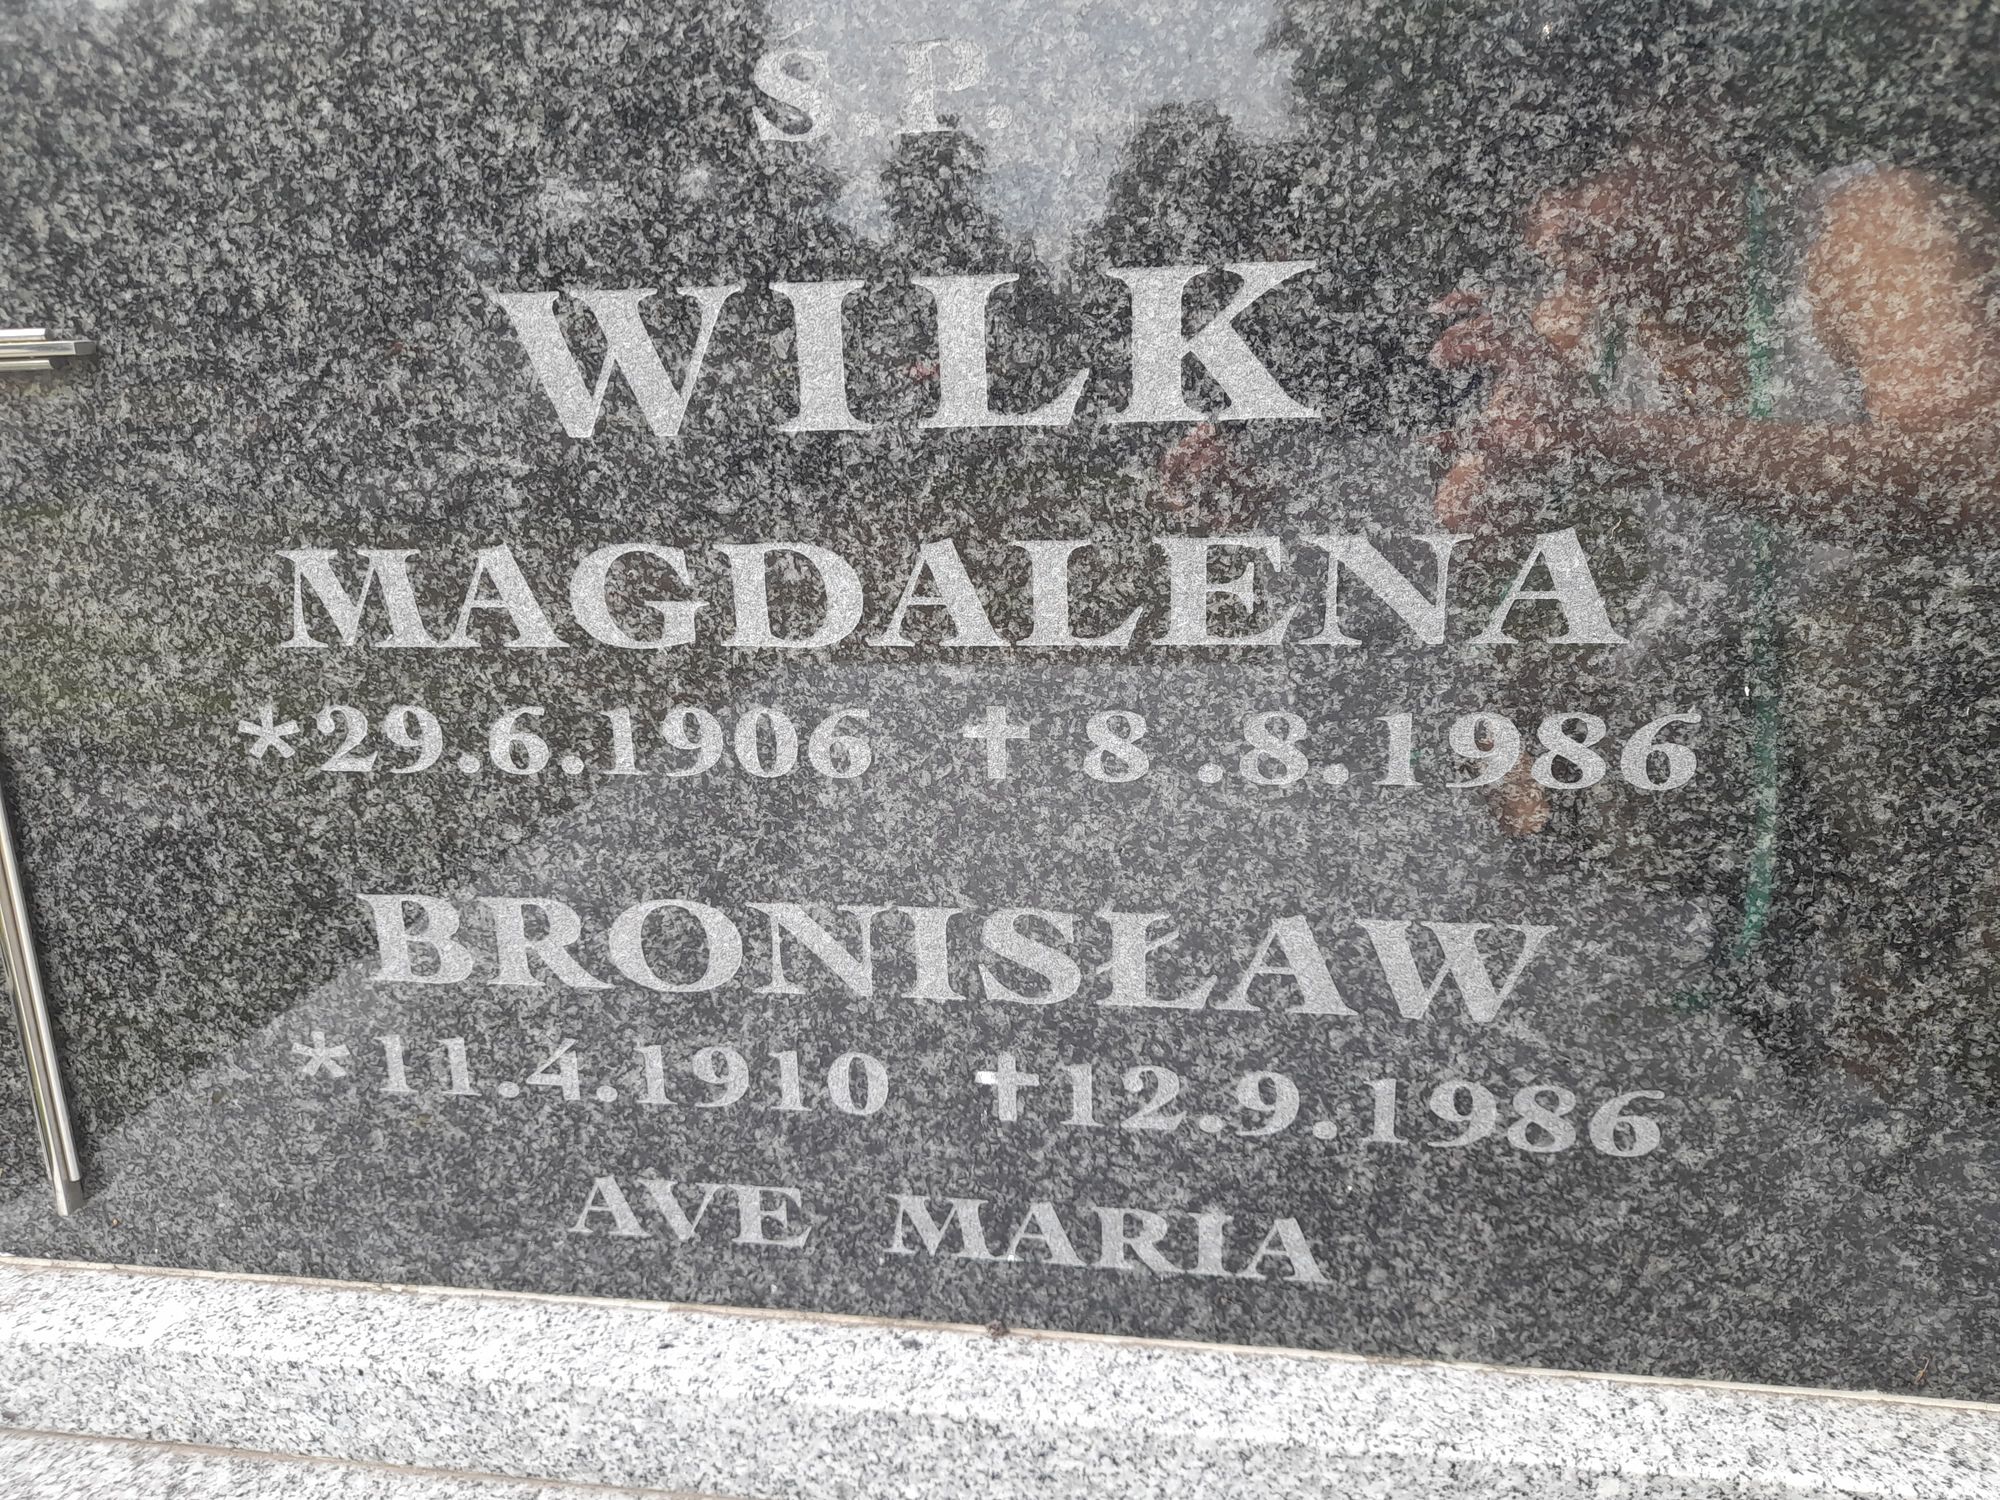 Ś.P.
WILK
MAGDALENA
*29.6.1906 ✝ 8.8.1986
BRONISŁAW
*11.4.1910 ✝12.9.1986
AVE MARIA